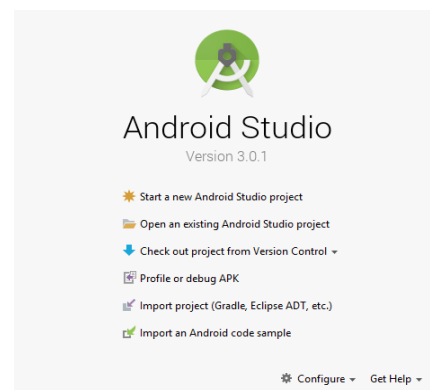 Android Studio
Version 3.0.1
Start a new Android Studio project
Open an existing Android Studio project
Check out project from Version Control
Profile or debug APK
Import project (Gradle, Eclipse ADT, etc.)
Import an Android code sample
Configure Get Help